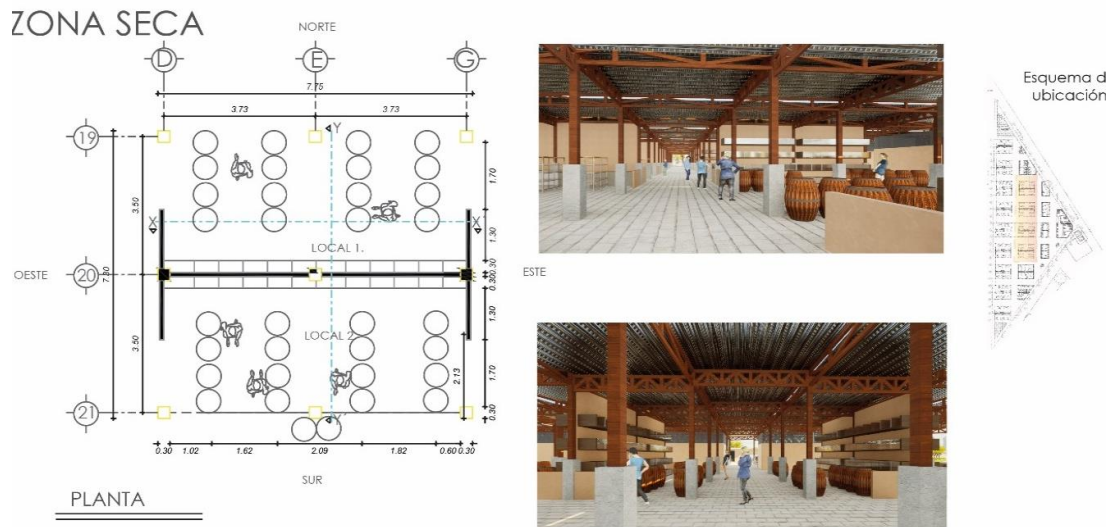 ZONA SECA
NORTE
D
E
G
7.75
3.73
3.73
Esquema d
ubicación
19
Y
1.70
3.50
X
X
1.30
LOCAL 1.
0.30
OESTE
7.30
20
ESTE
0.30
0.30
1.30
LOCAL 2
3.50
2.13
1.70
21
Y'
0.30
0.30
1.02
1.62
2.09
1.82
0.60
0.30
SUR
PLANTA